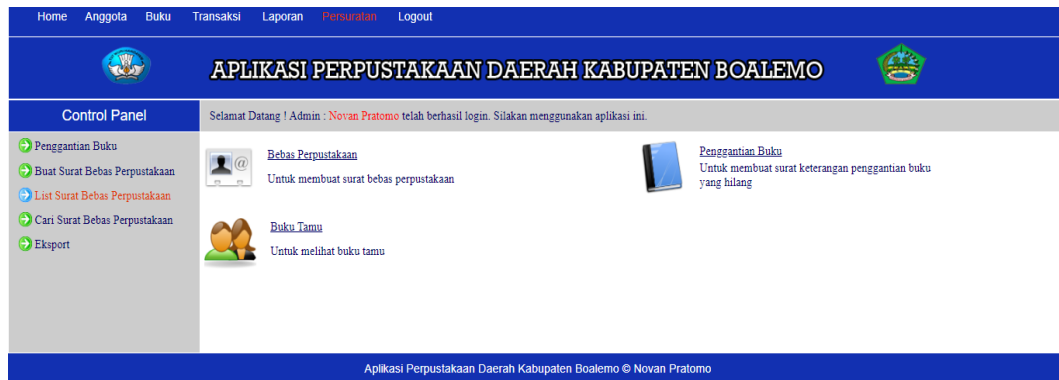 Home Anggota Buku Transaksi Laporan Persuratan Logout
APLIKASI PERPUSTAKAAN DAERAH KABUPATEN BOALEMO
Control Panel
Selamat Datang ! Admin : Novan Pratomo telah berhasil login. Silakan menggunakan aplikasi ini.
Penggantian Buku
Buat Surat Bebas Perpustakaan
List Surat Bebas Perpustakaan
Cari Surat Bebas Perpustakaan
Eksport
Bebas Perpustakaan
Untuk membuat surat bebas perpustakaan
Penggantian Buku
Untuk membuat surat keterangan penggantian buku
yang hilang
Buku Tamu
Untuk melihat buku tamu
Aplikasi Perpustakaan Daerah Kabupaten Boalemo © Novan Pratomo